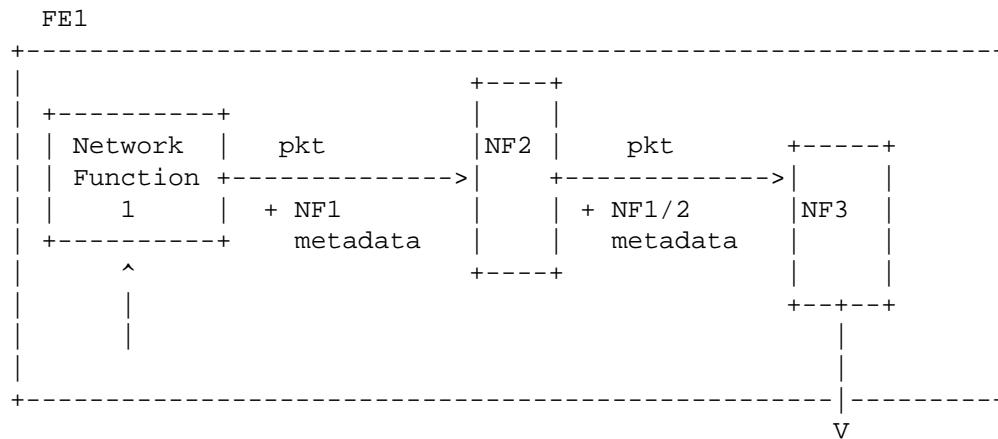 FE1
Network pkt NF2 pkt
Function
1 + NF1 + NF1/2 NF3
metadata metadata
V